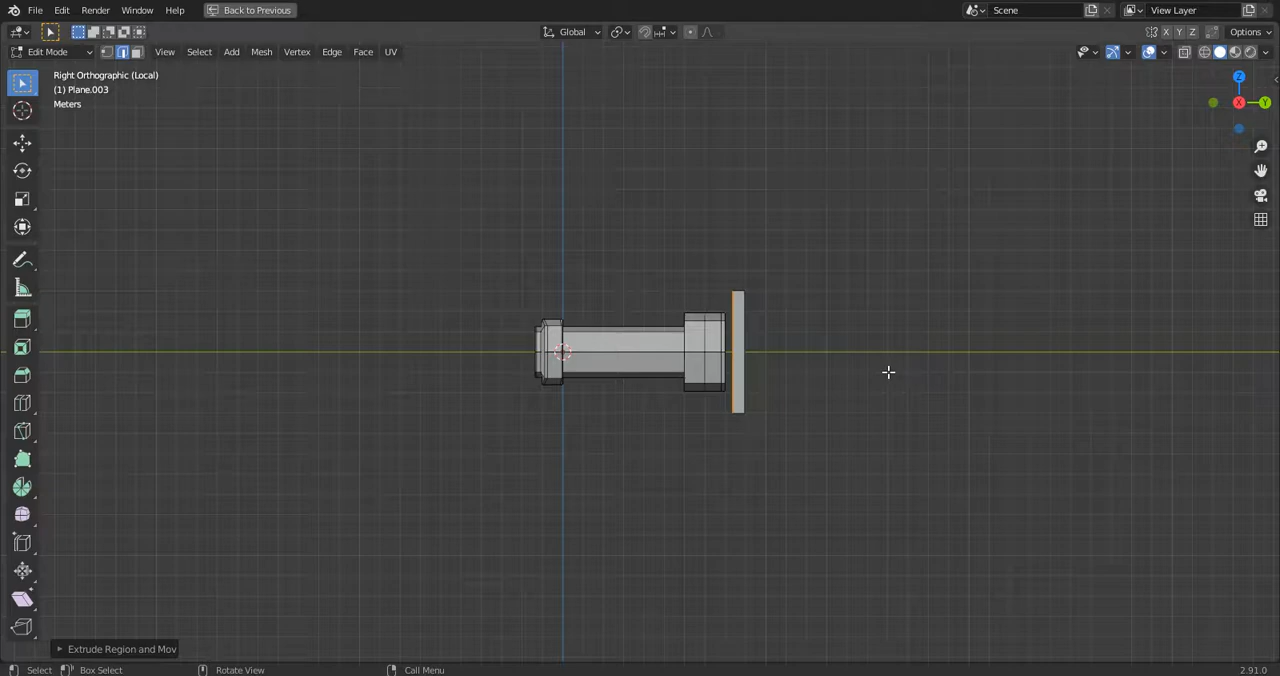 File Edit Render Window Help Back to Previous Scene View Layer
Global X Y Z Options
Edit Mode View Select Add Mesh Vertex Edge Face UV
Right Orthographic (Local)
(1) Plane.003
Meters
Z
X Y
Extrude Region and Mov
Select Box Select Rotate View Call Menu 2.91.0